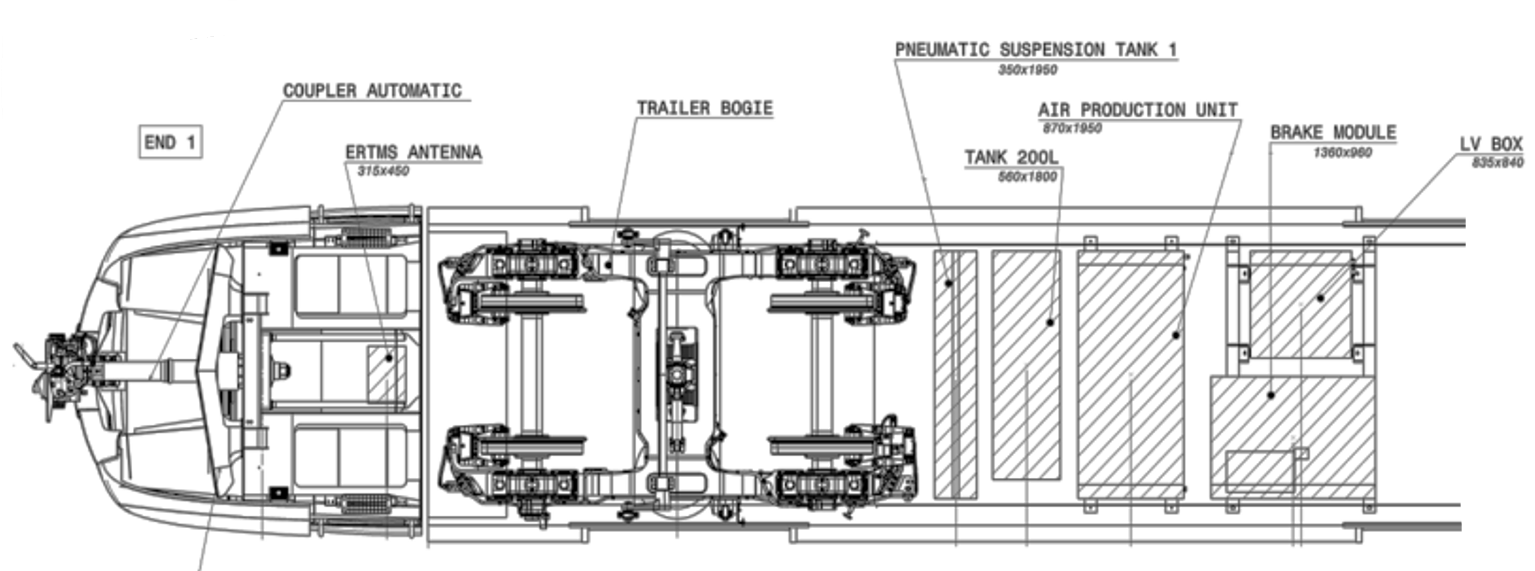 PNEUMATIC SUSPENSION TANK 1
350x1950
COUPLER AUTOMATIC
TRAILER BOGIE
AIR PRODUCTION UNIT
870x1950
END 1
BRAKE MODULE
1360x960
LV BOX
835x840
ERTMS ANTENNA
315x450
TANK 200L
560x1800